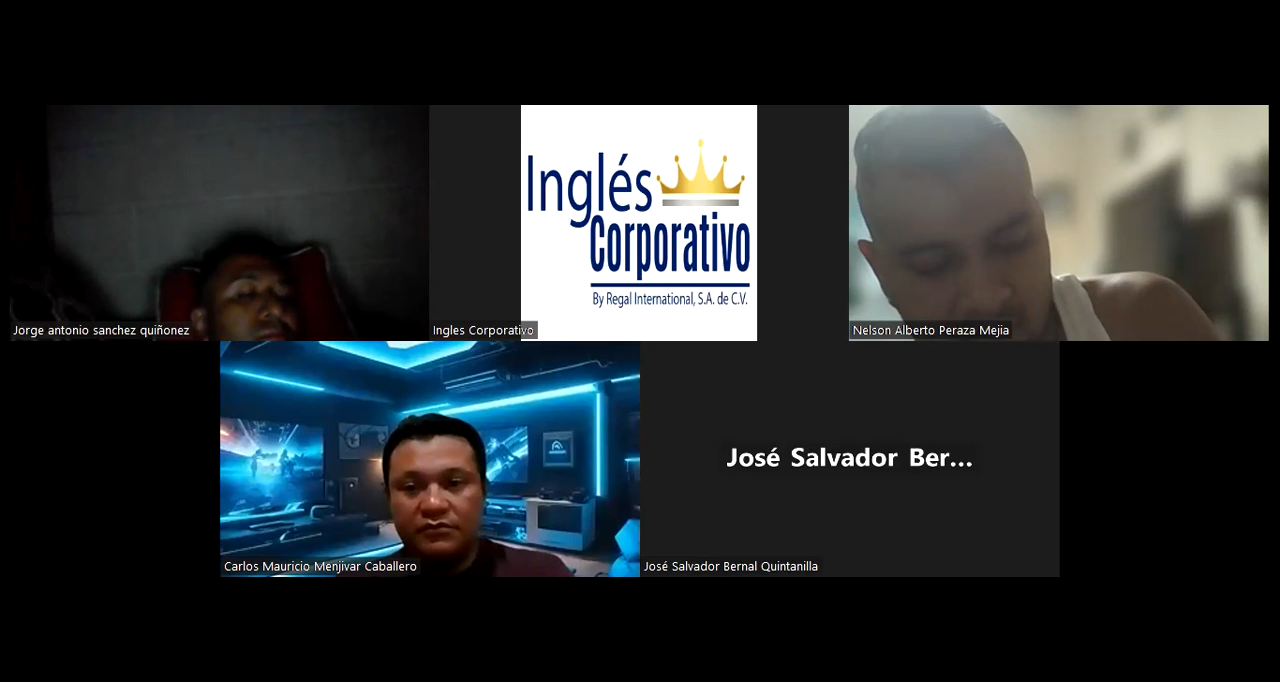 Inglés
Corporativo
By Regal International, S.A. de C.V.
Jorge antonio sanchez quiñonez
Ingles Corporativo
Nelson Alberto Peraza Mejia
José Salvador Ber...
Carlos Mauricio Menjivar Caballero
José Salvador Bernal Quintanilla